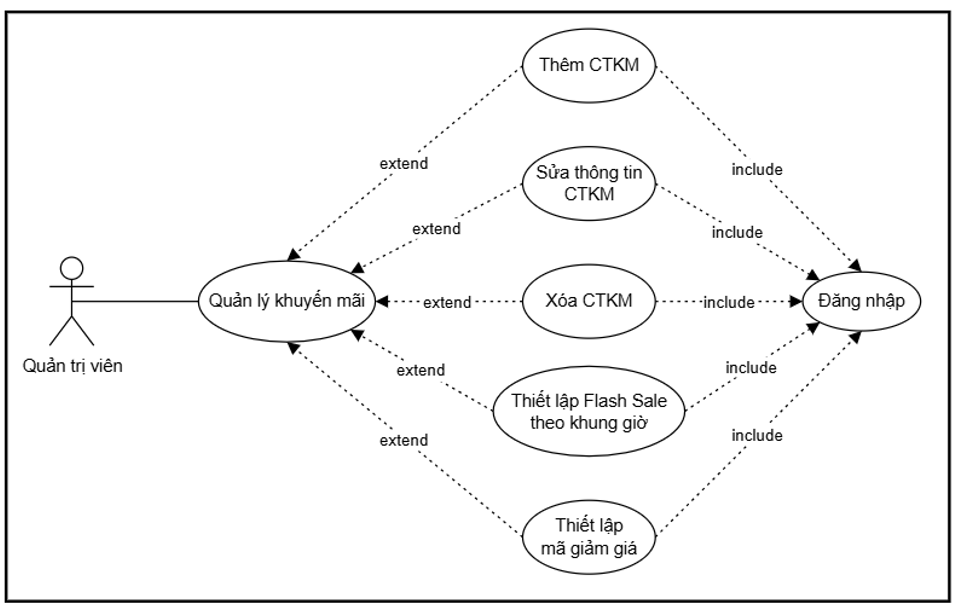 Thêm CTKM
extend
include
Sửa thông tin
CTKM
extend
include
Quản trị viên
Quản lý khuyến mãi
extend
Xóa CTKM
include
Đăng nhập
extend
Thiết lập Flash Sale
theo khung giờ
include
extend
include
Thiết lập
mã giảm giá